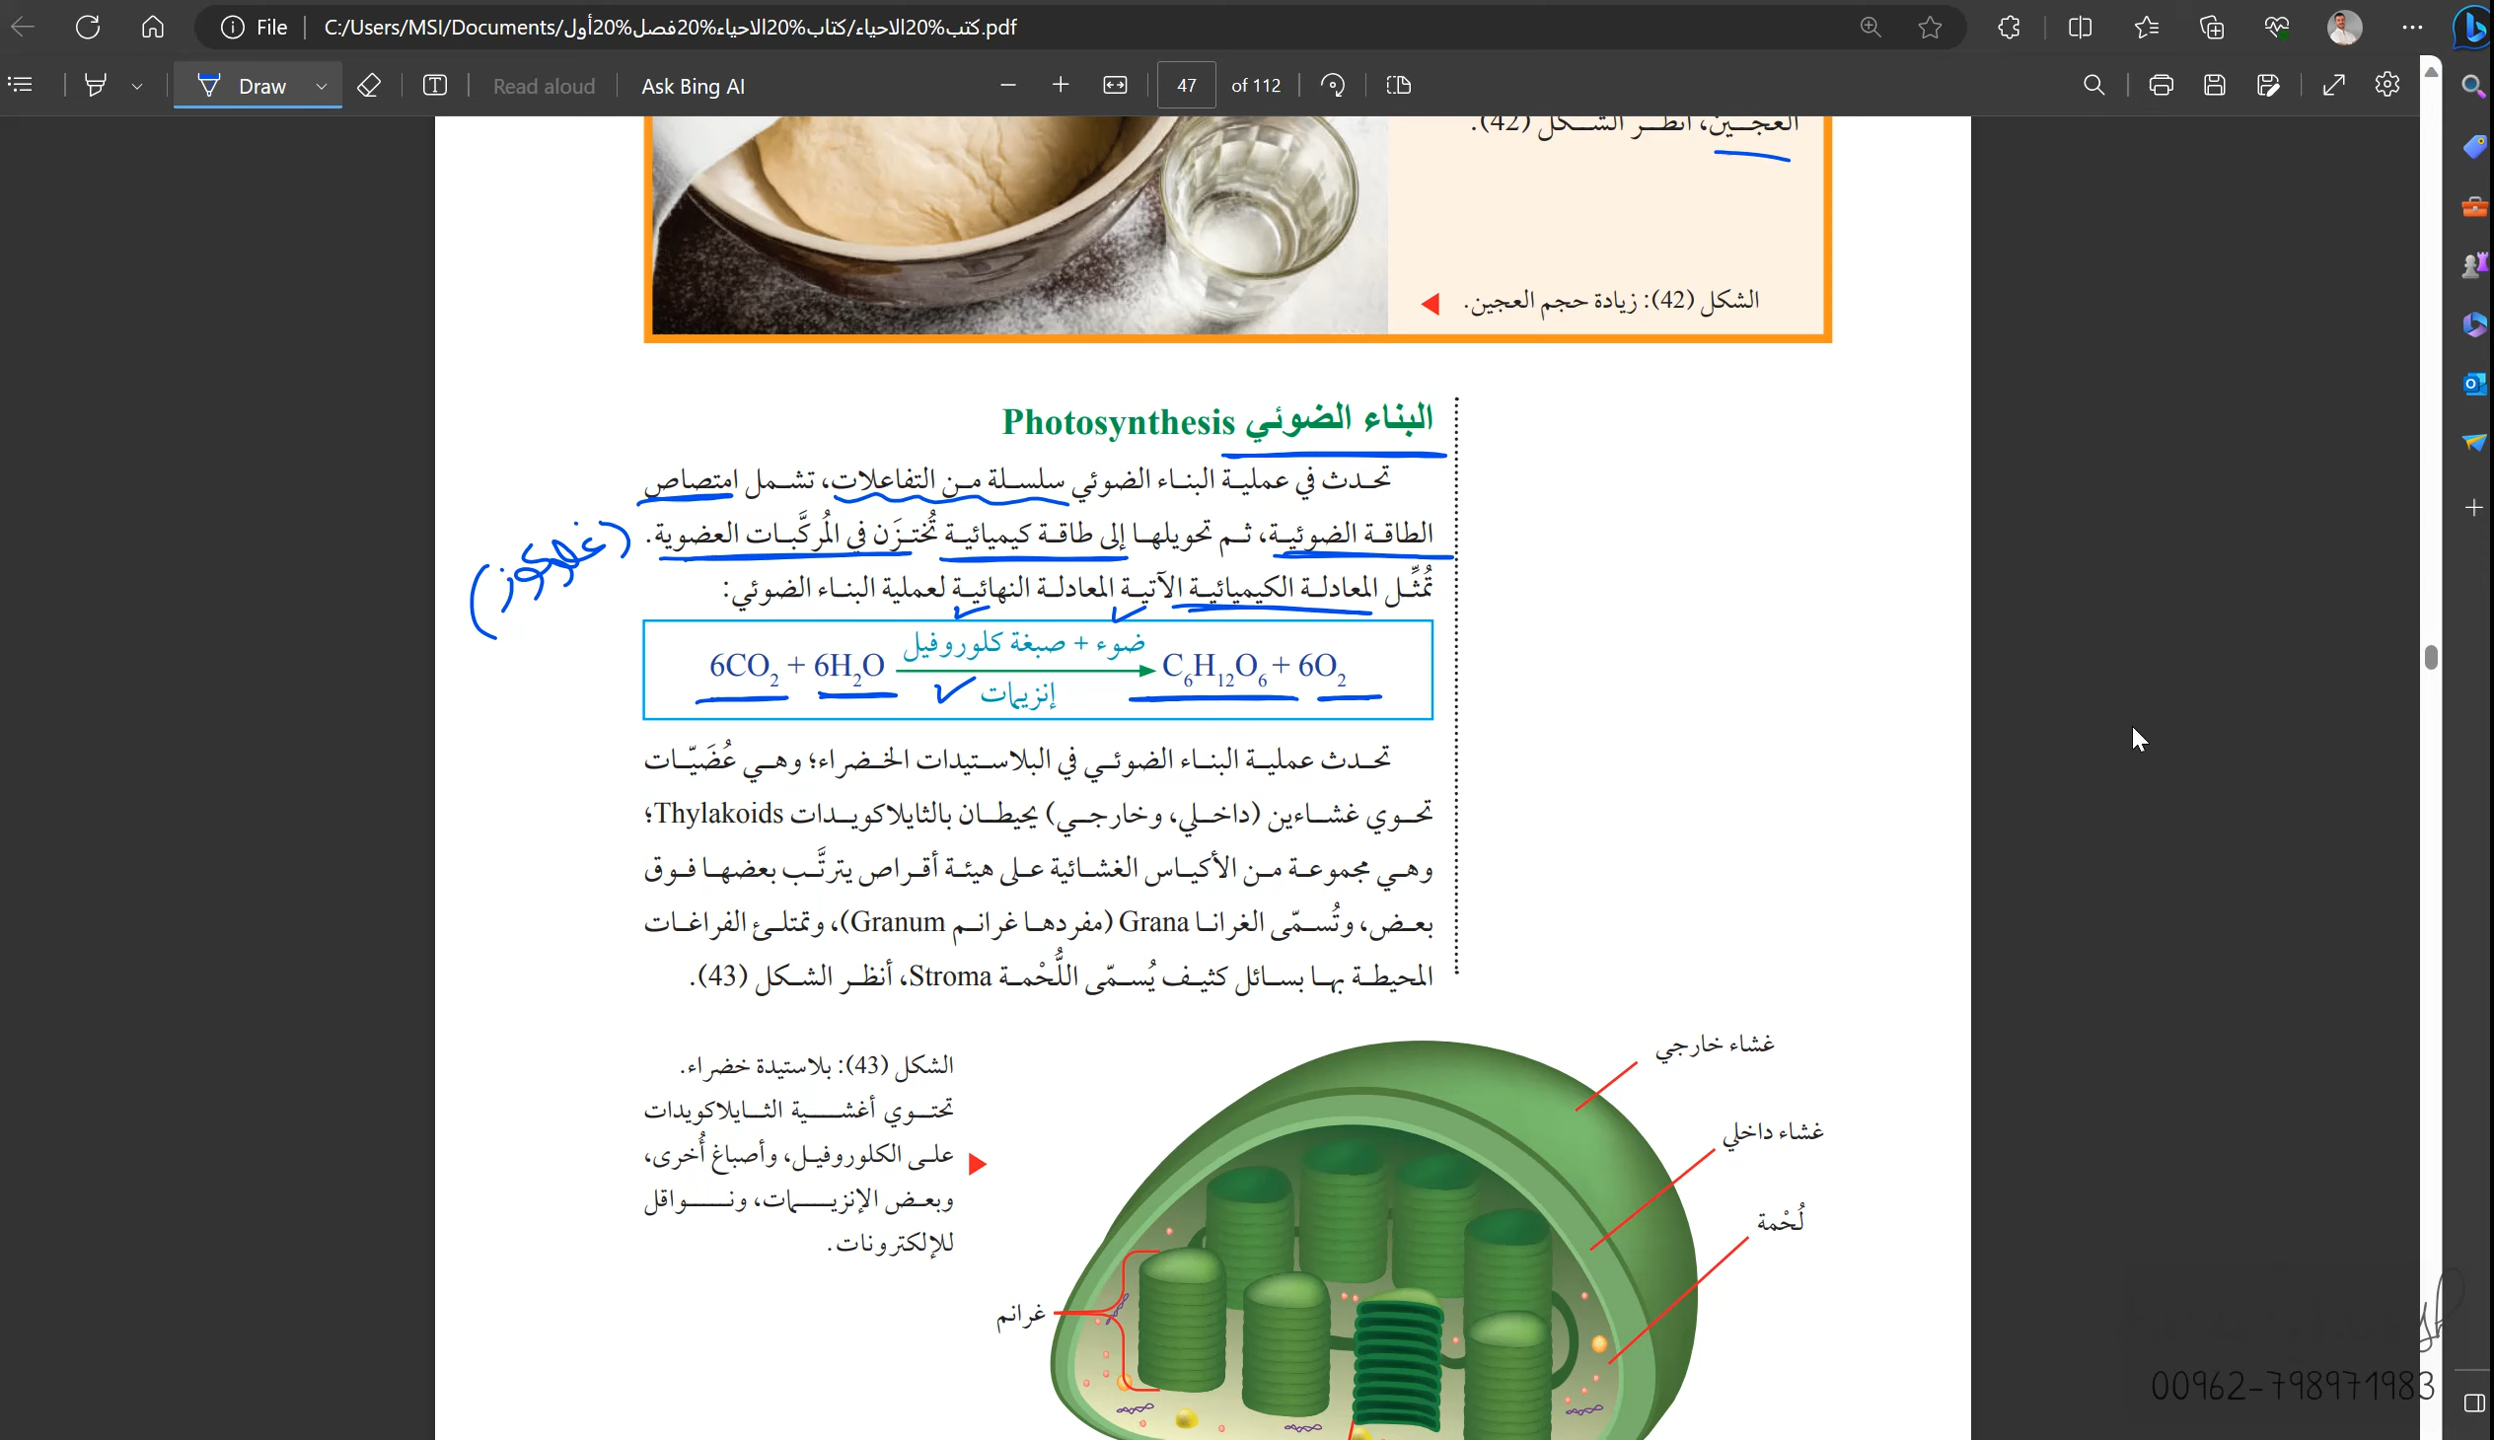 File
C:/Users/MSI/Documents/كتب%20الاحياء/كتاب%20الاحياء%20فصل%20أول.pdf
Draw
Read aloud
Ask Bing AI
47 of 112
العجـــين، انظـــر الشـــكل (42).
الشكل (42): زيادة حجم العجين.
البناء الضوئي Photosynthesis
تحدث في عملية البناء الضوئي سلسلة من التفاعلات، تشمل امتصاص
الطاقة الضوئية، ثم تحويلها إلى طاقة كيميائية تُختزَن في المُركَّبات العضوية.
(غلوكوز)
تُمثِّل المعادلة الكيميائية الآتية المعادلة النهائية لعملية البناء الضوئي:
ضوء + صبغة كلوروفيل
6CO2 + 6H2O → C6H12O6 + 6O2
إنزيمات
تحدث عملية البناء الضوئي في البلاستيدات الخضراء؛ وهي عُضَيّات
تحوي غشاءين (داخلي، وخارجي) يحيطان بالثايلاكويدات Thylakoids؛
وهي مجموعة من الأكياس الغشائية على هيئة أقراص يترتَّب بعضها فوق
بعض، وتُسمّى الغرانا Grana (مفردها غرانم Granum)، وتمتلئ الفراغات
المحيطة بها بسائل كثيف يُسمّى اللُّحْمة Stroma، أنظر الشكل (43).
الشكل (43): بلاستيدة خضراء.
تحتوي أغشية الثايلاكويدات
على الكلوروفيل، وأصباغ أُخرى،
وبعض الإنزيمات، ونواقل
للإلكترونات.
غشاء خارجي
غشاء داخلي
لُحْمة
غرانم
00962-798971983